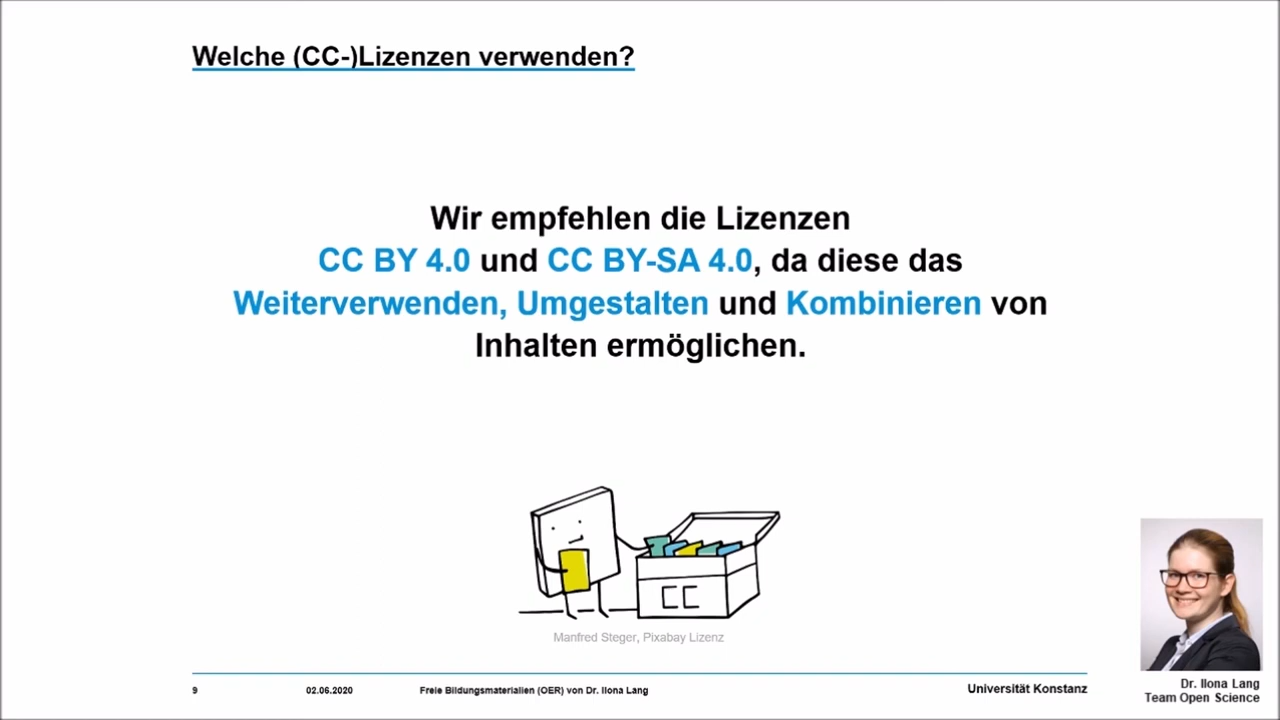 Welche (CC-)Lizenzen verwenden?
Wir empfehlen die Lizenzen
CC BY 4.0 und CC BY-SA 4.0, da diese das
Weiterverwenden, Umgestalten und Kombinieren von
Inhalten ermöglichen.
CC
Manfred Steger, Pixabay Lizenz
9
02.06.2020
Freie Bildungsmaterialien (OER) von Dr. Ilona Lang
Universität Konstanz
Dr. Ilona Lang
Team Open Science